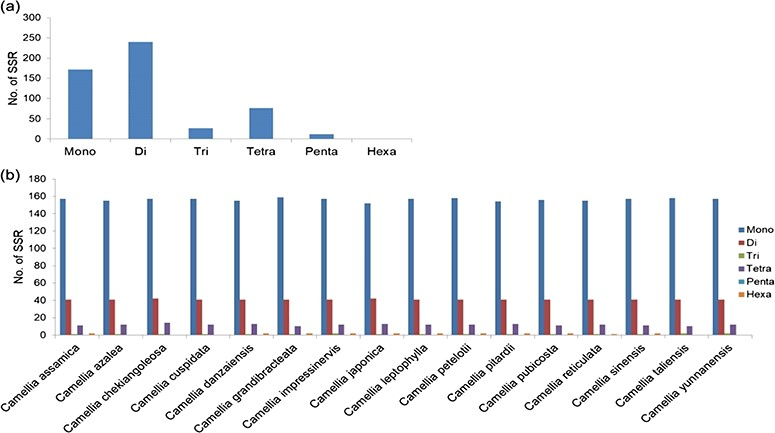 (a)
300
250
200
150
100
50
0
No. of SSR
Mono Di Tri Tetra Penta Hexa
(b)
180
160
140
120
100
80
60
40
20
0
No. of SSR
Mono
Di
Tri
Tetra
Penta
Hexa
Camellia assamica
Camellia azalea
Camellia chekiangoleosa
Camellia cuspidata
Camellia danzaiensis
Camellia grandibracteata
Camellia impressinervis
Camellia japonica
Camellia leptophylla
Camellia petelotii
Camellia pitardii
Camellia pubicosta
Camellia reticulata
Camellia sinensis
Camellia taliensis
Camellia yunnanensis